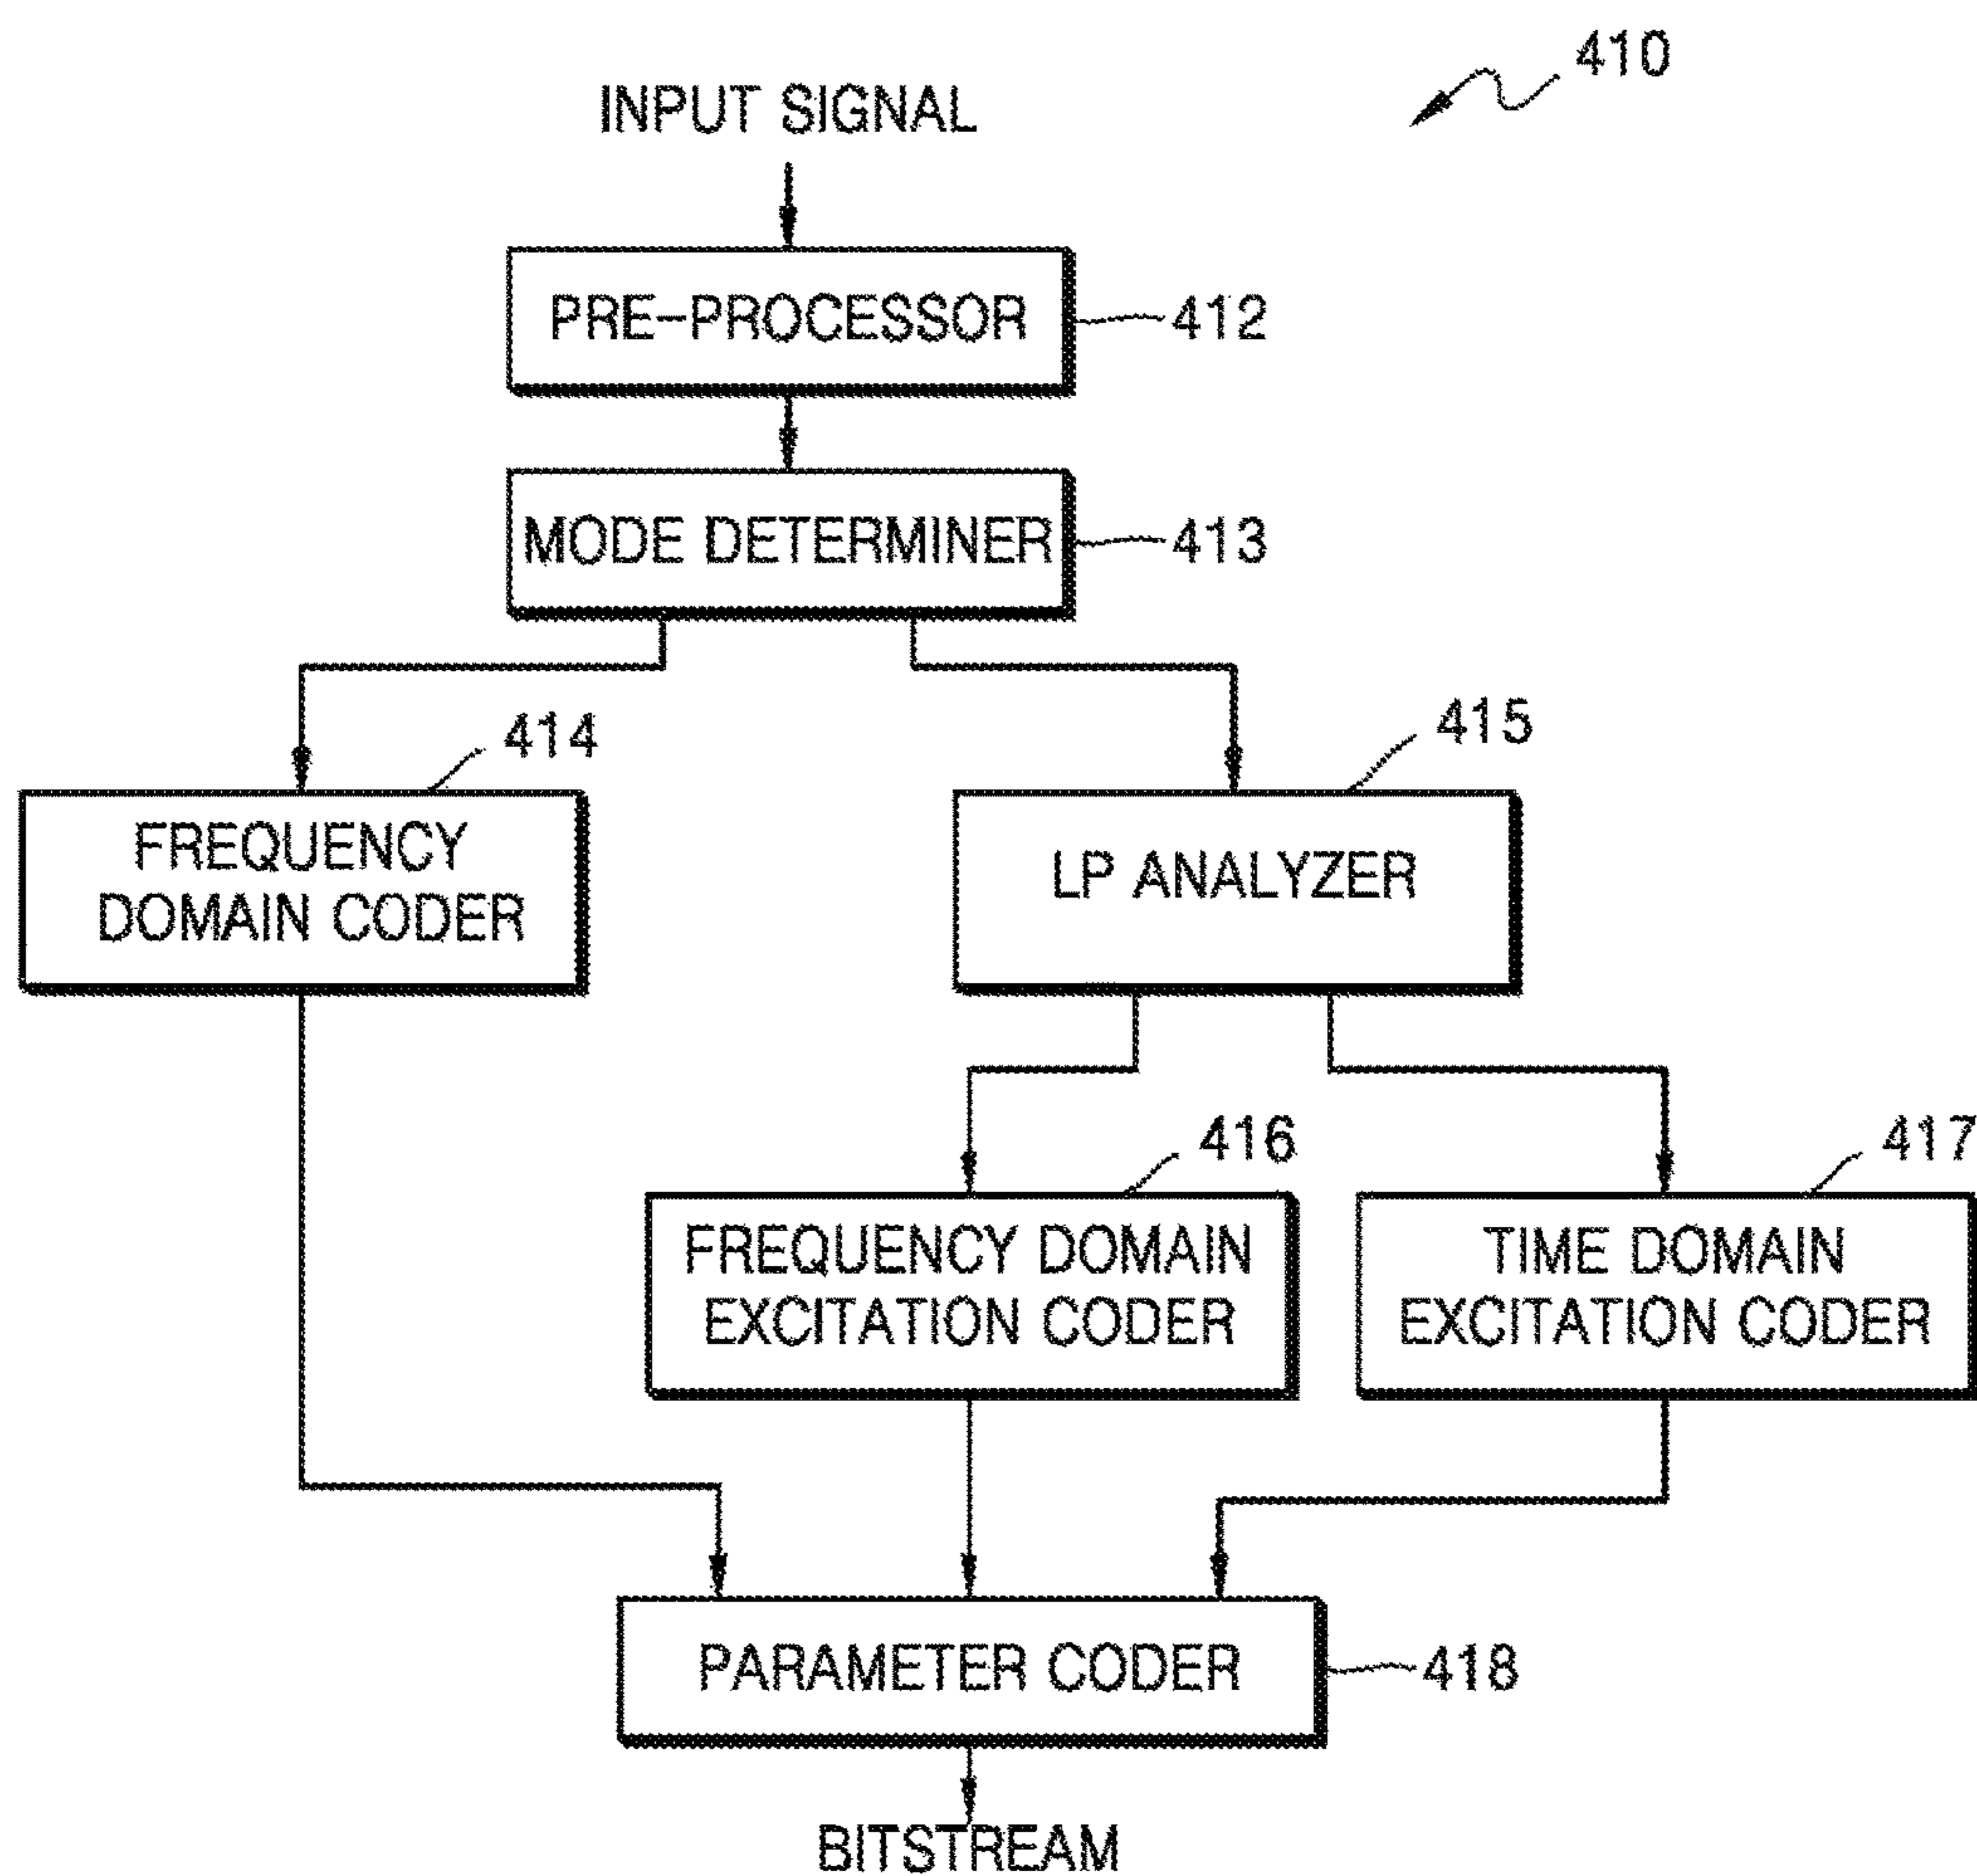 410
INPUT SIGNAL
PRE-PROCESSOR
412
MODE DETERMINER
413
414
415
FREQUENCY
DOMAIN CODER
LP ANALYZER
416
417
FREQUENCY DOMAIN
EXCITATION CODER
TIME DOMAIN
EXCITATION CODER
PARAMETER CODER
418
BITSTREAM